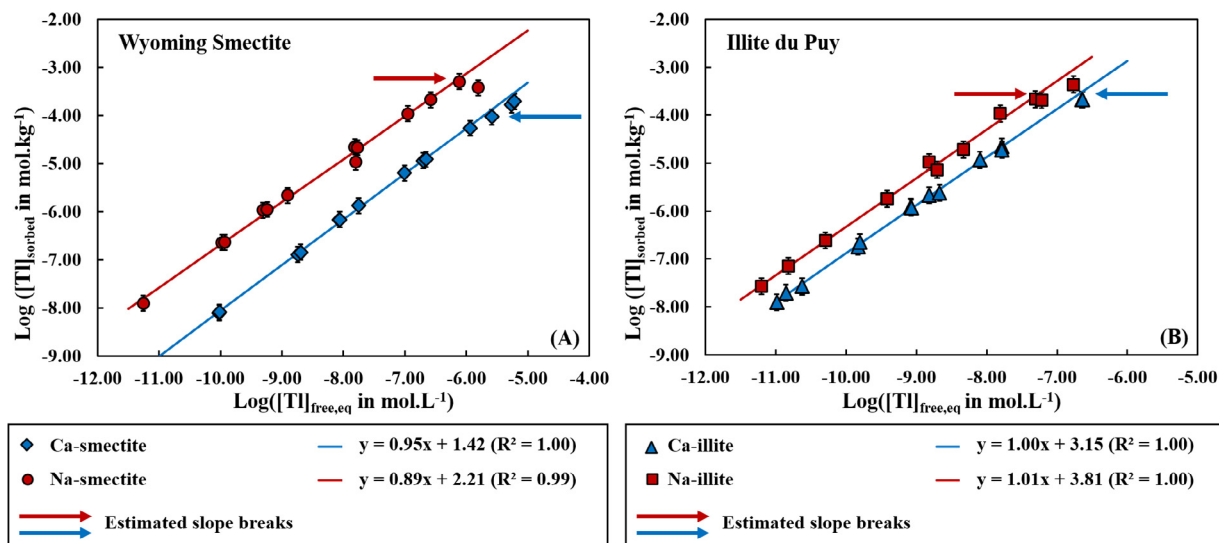 Wyoming Smectite
-2.00
-3.00
-4.00
-5.00
-6.00
-7.00
-8.00
-9.00
Log ([Tl]sorbed in mol.kg⁻¹)
(A)
-12.00 -11.00 -10.00 -9.00 -8.00 -7.00 -6.00 -5.00 -4.00
Log([Tl]free,eq in mol.L⁻¹)
Ca-smectite y = 0.95x + 1.42 (R² = 1.00)
Na-smectite y = 0.89x + 2.21 (R² = 0.99)
Estimated slope breaks
Illite du Puy
-2.00
-3.00
-4.00
-5.00
-6.00
-7.00
-8.00
-9.00
Log ([Tl]sorbed in mol.kg⁻¹)
(B)
-12.00 -11.00 -10.00 -9.00 -8.00 -7.00 -6.00 -5.00
Log([Tl]free,eq in mol.L⁻¹)
Ca-illite y = 1.00x + 3.15 (R² = 1.00)
Na-illite y = 1.01x + 3.81 (R² = 1.00)
Estimated slope breaks